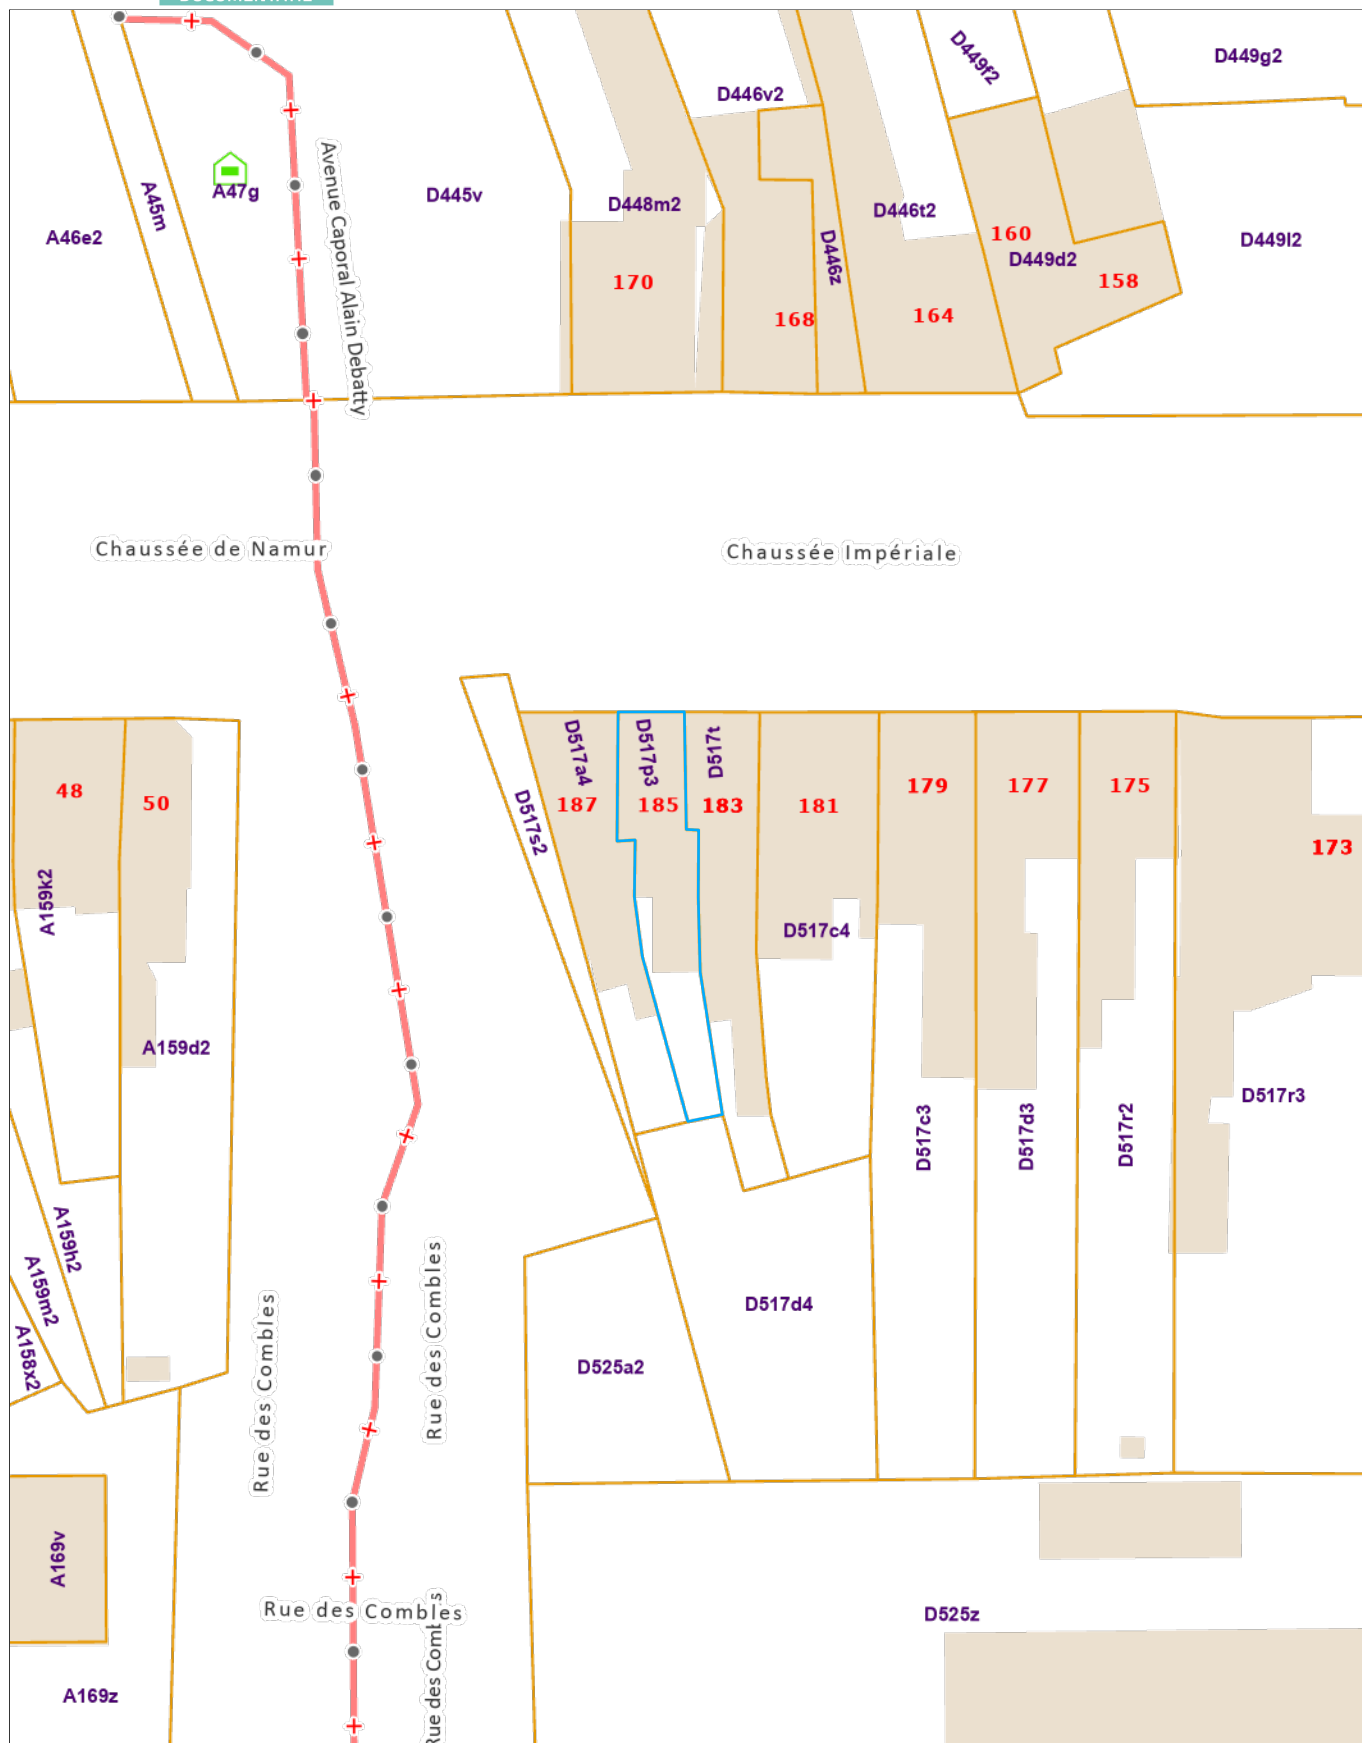 D449f2
D449g2
D446v2
A45m
A47g
Avenue Caporal Alain Debatty
D445v
D448m2
D446t2
A46e2
D446z
160
D449d2
D449l2
170
158
168
164
Chaussée de Namur
Chaussée Impériale
D517a4
D517p3
D517t
48
50
187
185
183
181
179
177
175
D517s2
173
A159k2
D517c4
A159d2
D517r3
D517c3
D517d3
D517r2
A159h2
A159m2
A158x2
Rue des Combles
Rue des Combles
D517d4
D525a2
A169v
Rue des Combles
Rue des Combles
D525z
A169z